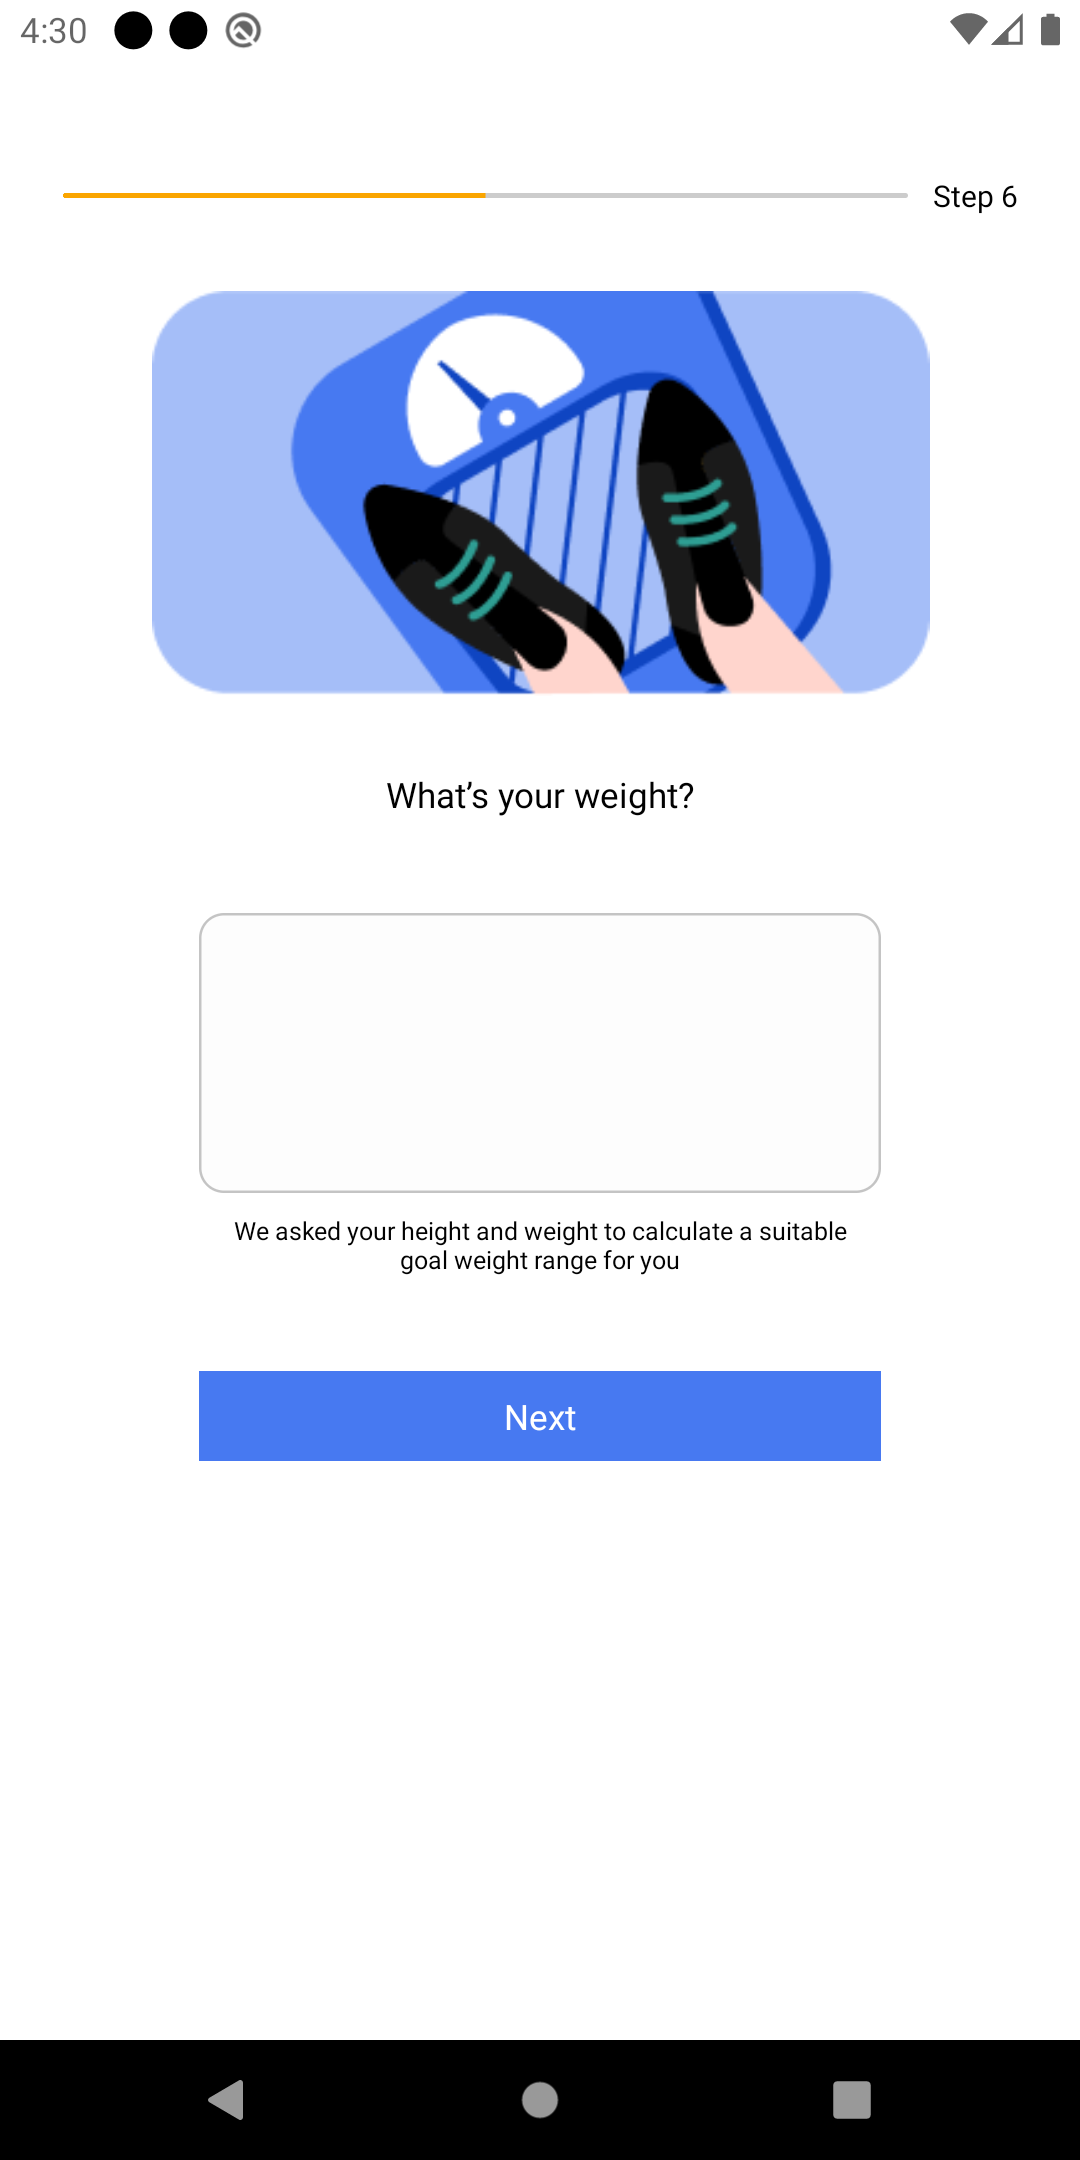 4:30
Step 6
What’s your weight?
We asked your height and weight to calculate a suitable
goal weight range for you
Next